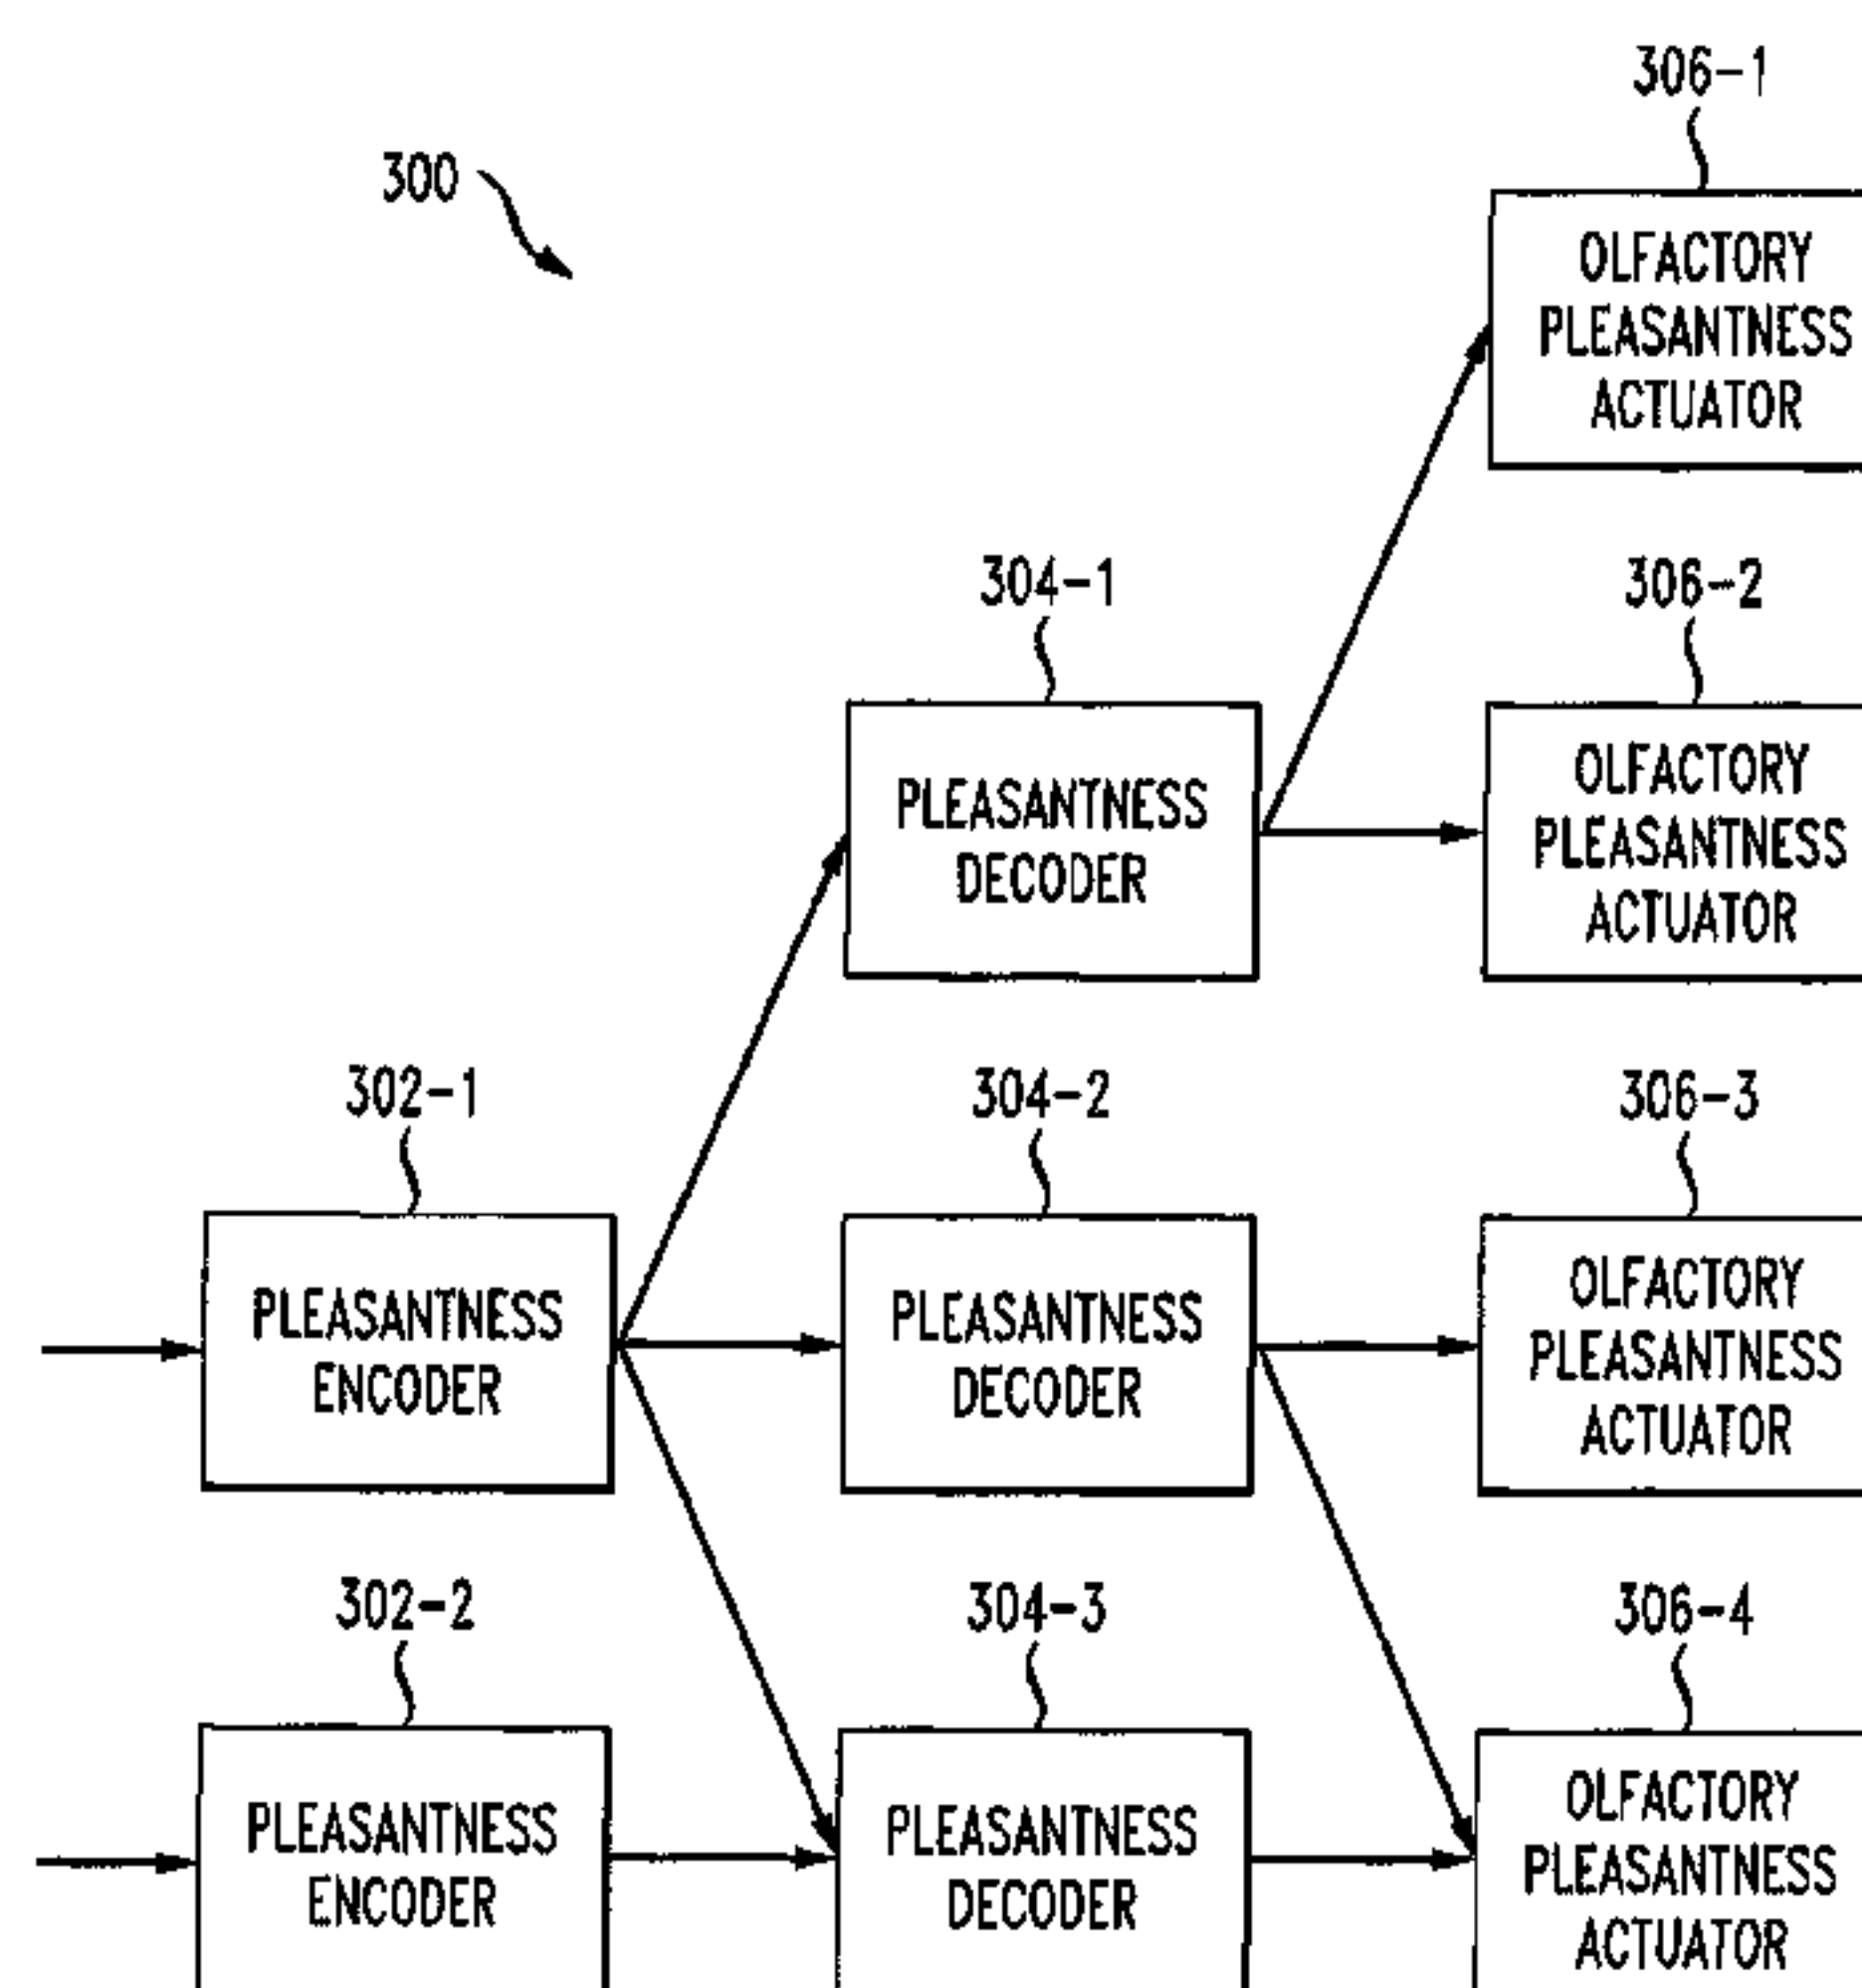 306-1
300
OLFACTORY
PLEASANTNESS
ACTUATOR
304-1
306-2
PLEASANTNESS
DECODER
OLFACTORY
PLEASANTNESS
ACTUATOR
302-1
304-2
306-3
PLEASANTNESS
ENCODER
PLEASANTNESS
DECODER
OLFACTORY
PLEASANTNESS
ACTUATOR
302-2
304-3
306-4
PLEASANTNESS
ENCODER
PLEASANTNESS
DECODER
OLFACTORY
PLEASANTNESS
ACTUATOR